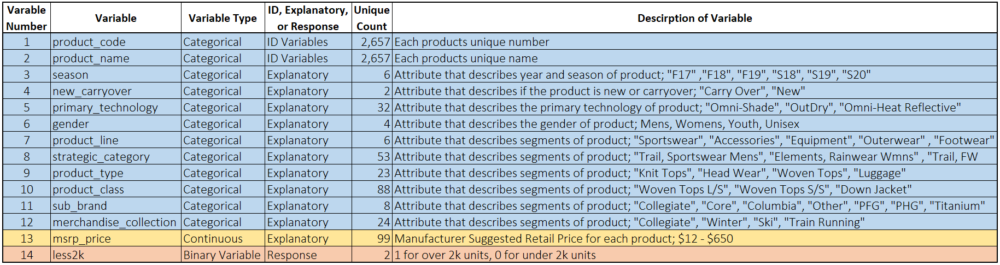 Varable Number | Variable | Variable Type | ID, Explanatory, or Response | Unique Count | Descirption of Variable
1 | product_code | Categorical | ID Variables | 2,657 | Each products unique number
2 | product_name | Categorical | ID Variables | 2,657 | Each products unique name
3 | season | Categorical | Explanatory | 6 | Attribute that describes year and season of product; "F17" ,"F18", "F19", "S18", "S19", "S20"
4 | new_carryover | Categorical | Explanatory | 2 | Attribute that describes if the product is new or carryover; "Carry Over", "New"
5 | primary_technology | Categorical | Explanatory | 32 | Attribute that describes the primary technology of product; "Omni-Shade", "OutDry", "Omni-Heat Reflective"
6 | gender | Categorical | Explanatory | 4 | Attribute that describes the gender of product; Mens, Womens, Youth, Unisex
7 | product_line | Categorical | Explanatory | 6 | Attribute that describes segments of product; "Sportswear", "Accessories", "Equipment", "Outerwear" , "Footwear"
8 | strategic_category | Categorical | Explanatory | 53 | Attribute that describes segments of product; "Trail, Sportswear Mens", "Elements, Rainwear Wmns" , "Trail, FW
9 | product_type | Categorical | Explanatory | 23 | Attribute that describes segments of product; "Knit Tops", "Head Wear", "Woven Tops", "Luggage"
10 | product_class | Categorical | Explanatory | 88 | Attribute that describes segments of product; "Woven Tops L/S", "Woven Tops S/S", "Down Jacket"
11 | sub_brand | Categorical | Explanatory | 8 | Attribute that describes segments of product; "Collegiate", "Core", "Columbia", "Other", "PFG", "PHG", "Titanium"
12 | merchandise_collection | Categorical | Explanatory | 24 | Attribute that describes segments of product; "Collegiate", "Winter", "Ski", "Train Running"
13 | msrp_price | Continuous | Explanatory | 99 | Manufacturer Suggested Retail Price for each product; $12 - $650
14 | less2k | Binary Variable | Response | 2 | 1 for over 2k units, 0 for under 2k units